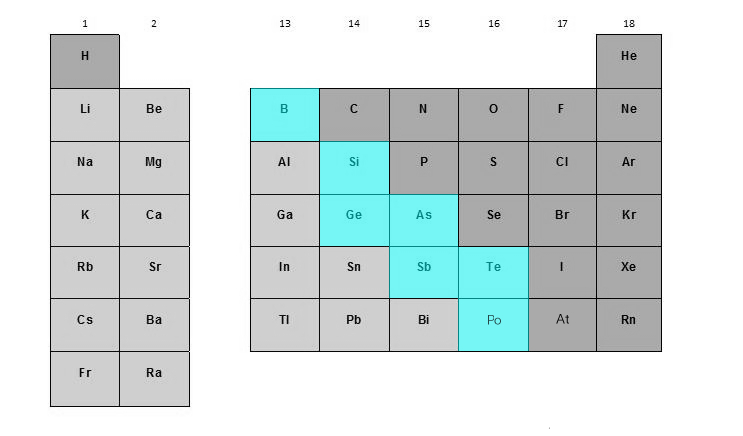 1 2 13 14 15 16 17 18
H He
Li Be B C N O F Ne
Na Mg Al Si P S Cl Ar
K Ca Ga Ge As Se Br Kr
Rb Sr In Sn Sb Te I Xe
Cs Ba Tl Pb Bi Po At Rn
Fr Ra